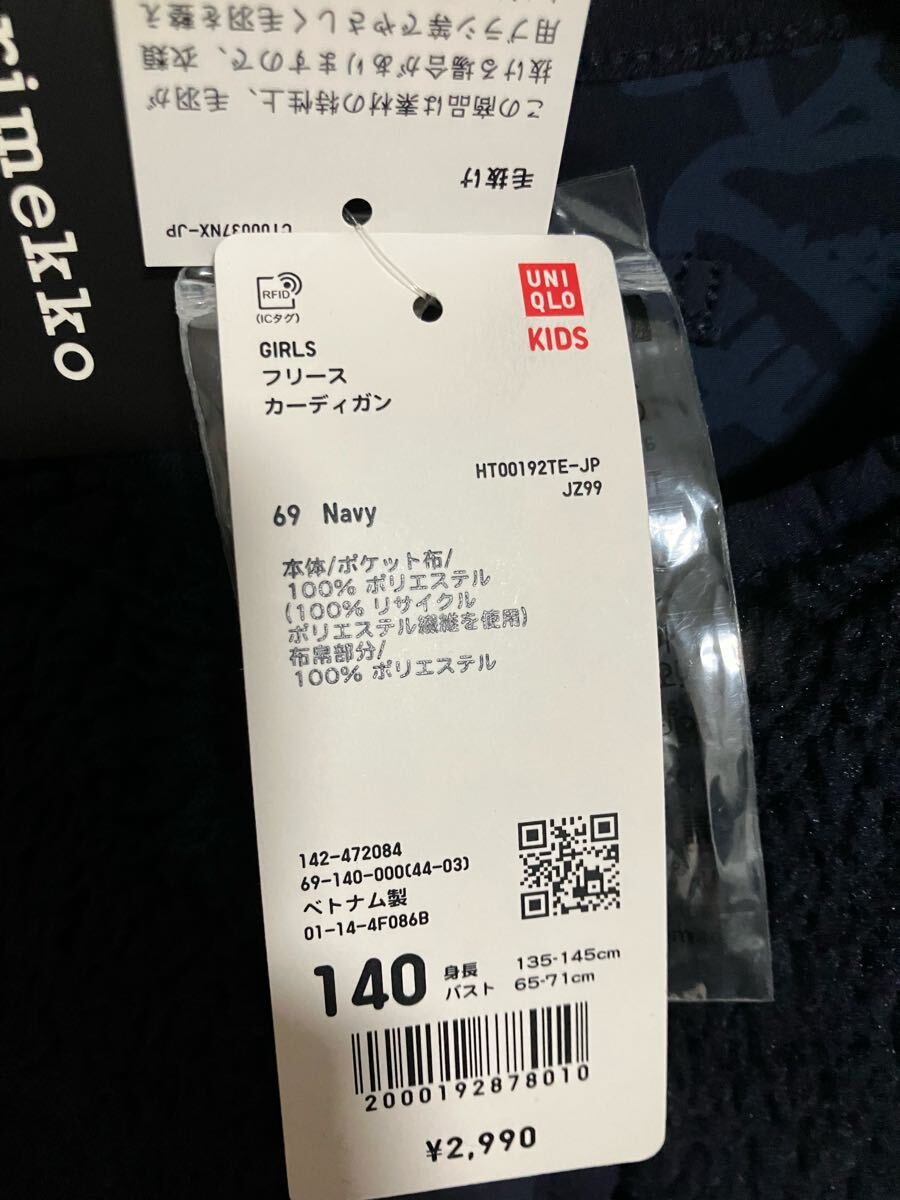 rimekko
用ブラシ等でやさしく毛羽を整え
抜ける場合がありますので、衣類
この商品は素材の特性上、毛羽が
毛抜け
C100037NX-JP
RFID
(ICタグ)
UNI
QLO
KIDS
GIRLS
フリース
カーディガン
HT00192TE-JP
JZ99
69 Navy
本体/ポケット布/
100% ポリエステル
(100% リサイクル
ポリエステル繊維を使用)
布帛部分/
100% ポリエステル
142-472084
69-140-000(44-03)
ベトナム製
01-14-4F086B
140
身長 135-145cm
バスト 65-71cm
2000192878010
¥2,990